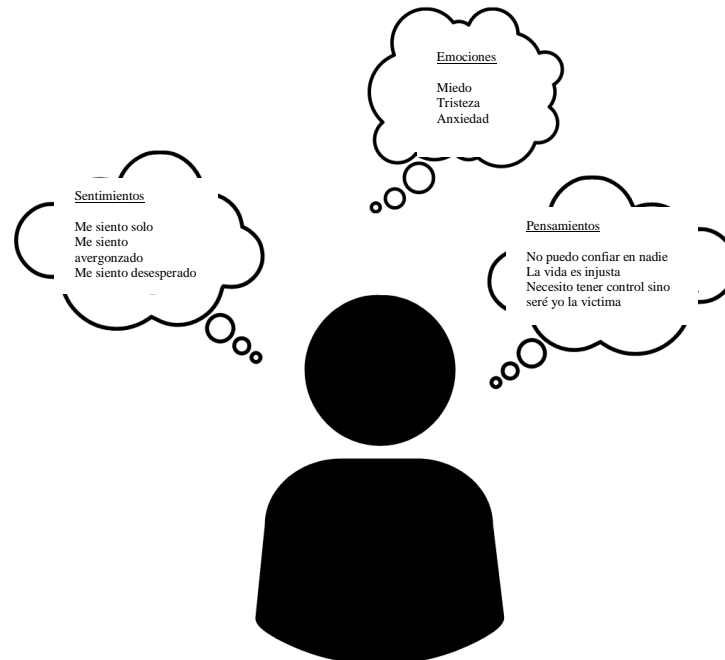 Emociones
Miedo
Tristeza
Anxiedad
Sentimientos
Me siento solo
Me siento
avergonzado
Me siento desesperado
Pensamientos
No puedo confiar en nadie
La vida es injusta
Necesito tener control sino
seré yo la victima